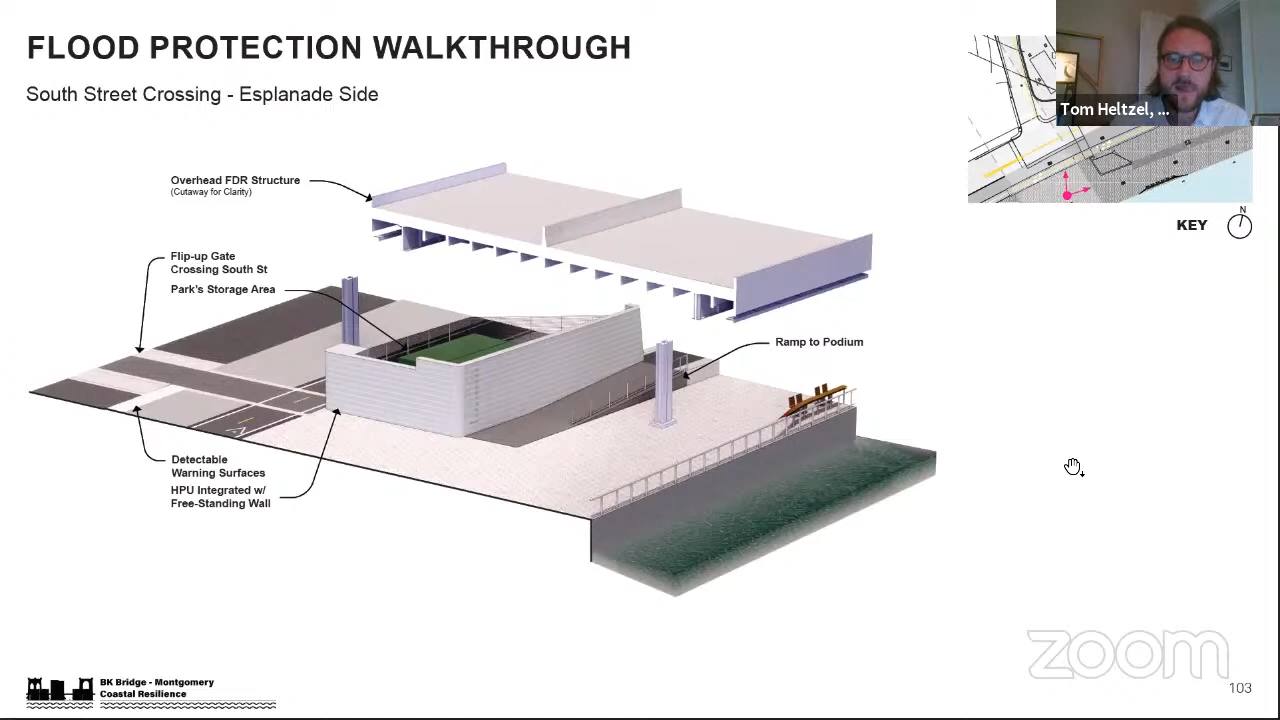 FLOOD PROTECTION WALKTHROUGH
South Street Crossing - Esplanade Side
Tom Heltzel, ...
Overhead FDR Structure
(Cutaway for Clarity)
N
KEY
Flip-up Gate
Crossing South St
Park's Storage Area
Ramp to Podium
Detectable
Warning Surfaces
HPU Integrated w/
Free-Standing Wall
zoom
BK Bridge - Montgomery
Coastal Resilience
103